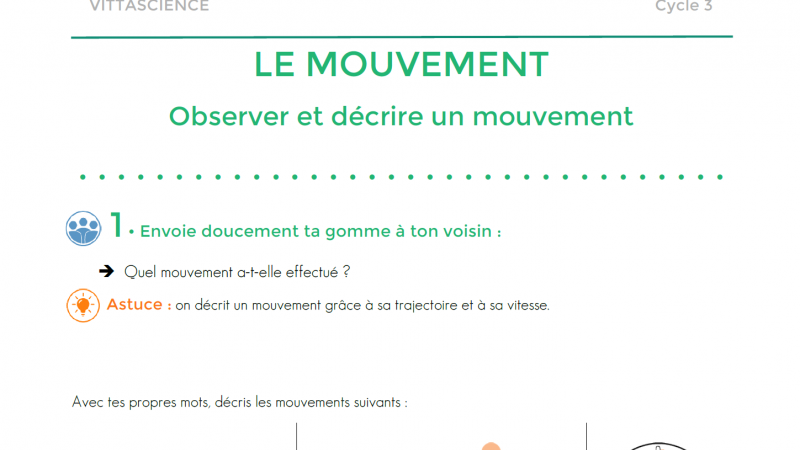 VITTASCIENCE Cycle 3
LE MOUVEMENT
Observer et décrire un mouvement
1 • Envoie doucement ta gomme à ton voisin :
➔ Quel mouvement a-t-elle effectué ?
Astuce : on décrit un mouvement grâce à sa trajectoire et à sa vitesse.
Avec tes propres mots, décris les mouvements suivants :